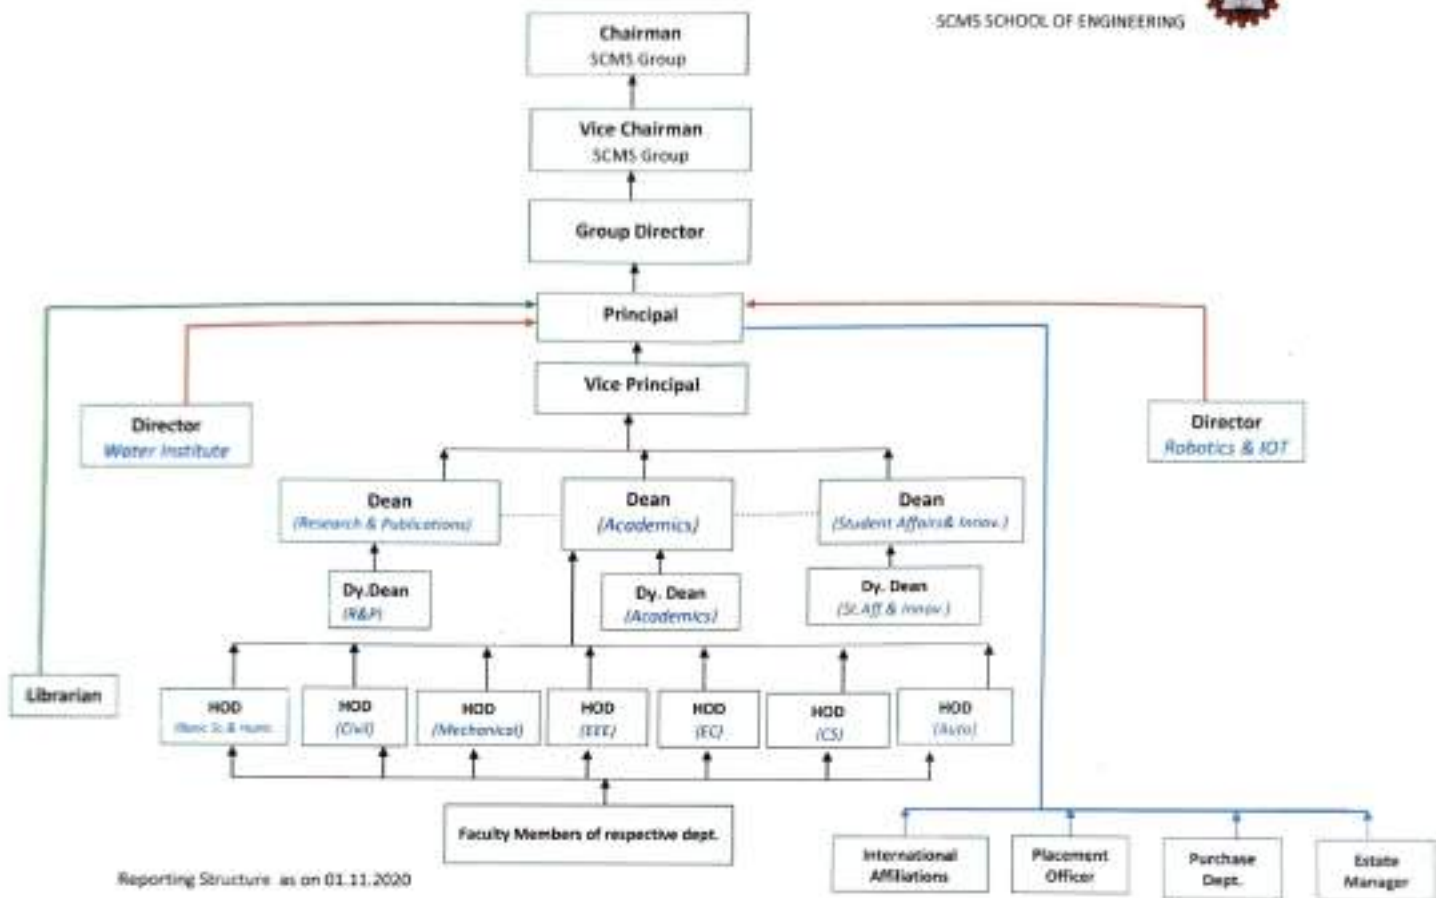 SCMS SCHOOL OF ENGINEERING
Chairman
SCMS Group
Vice Chairman
SCMS Group
Group Director
Principal
Vice Principal
Director
Water Institute
Director
Robotics & IOT
Dean
(Research & Publications)
Dean
(Academics)
Dean
(Student Affairs& Innov.)
Dy.Dean
(R&P)
Dy. Dean
(Academics)
Dy. Dean
(St.Aff & Innov.)
Librarian
HOD
(Basic Sc & Hum
HOD
(Civil)
HOD
(Mechanical)
HOD
(EEE)
HOD
(EC)
HOD
(CS)
HOD
(Auto)
Faculty Members of respective dept.
International
Affiliations
Placement
Officer
Purchase
Dept.
Estate
Manager
Reporting Structure as on 01.11.2020